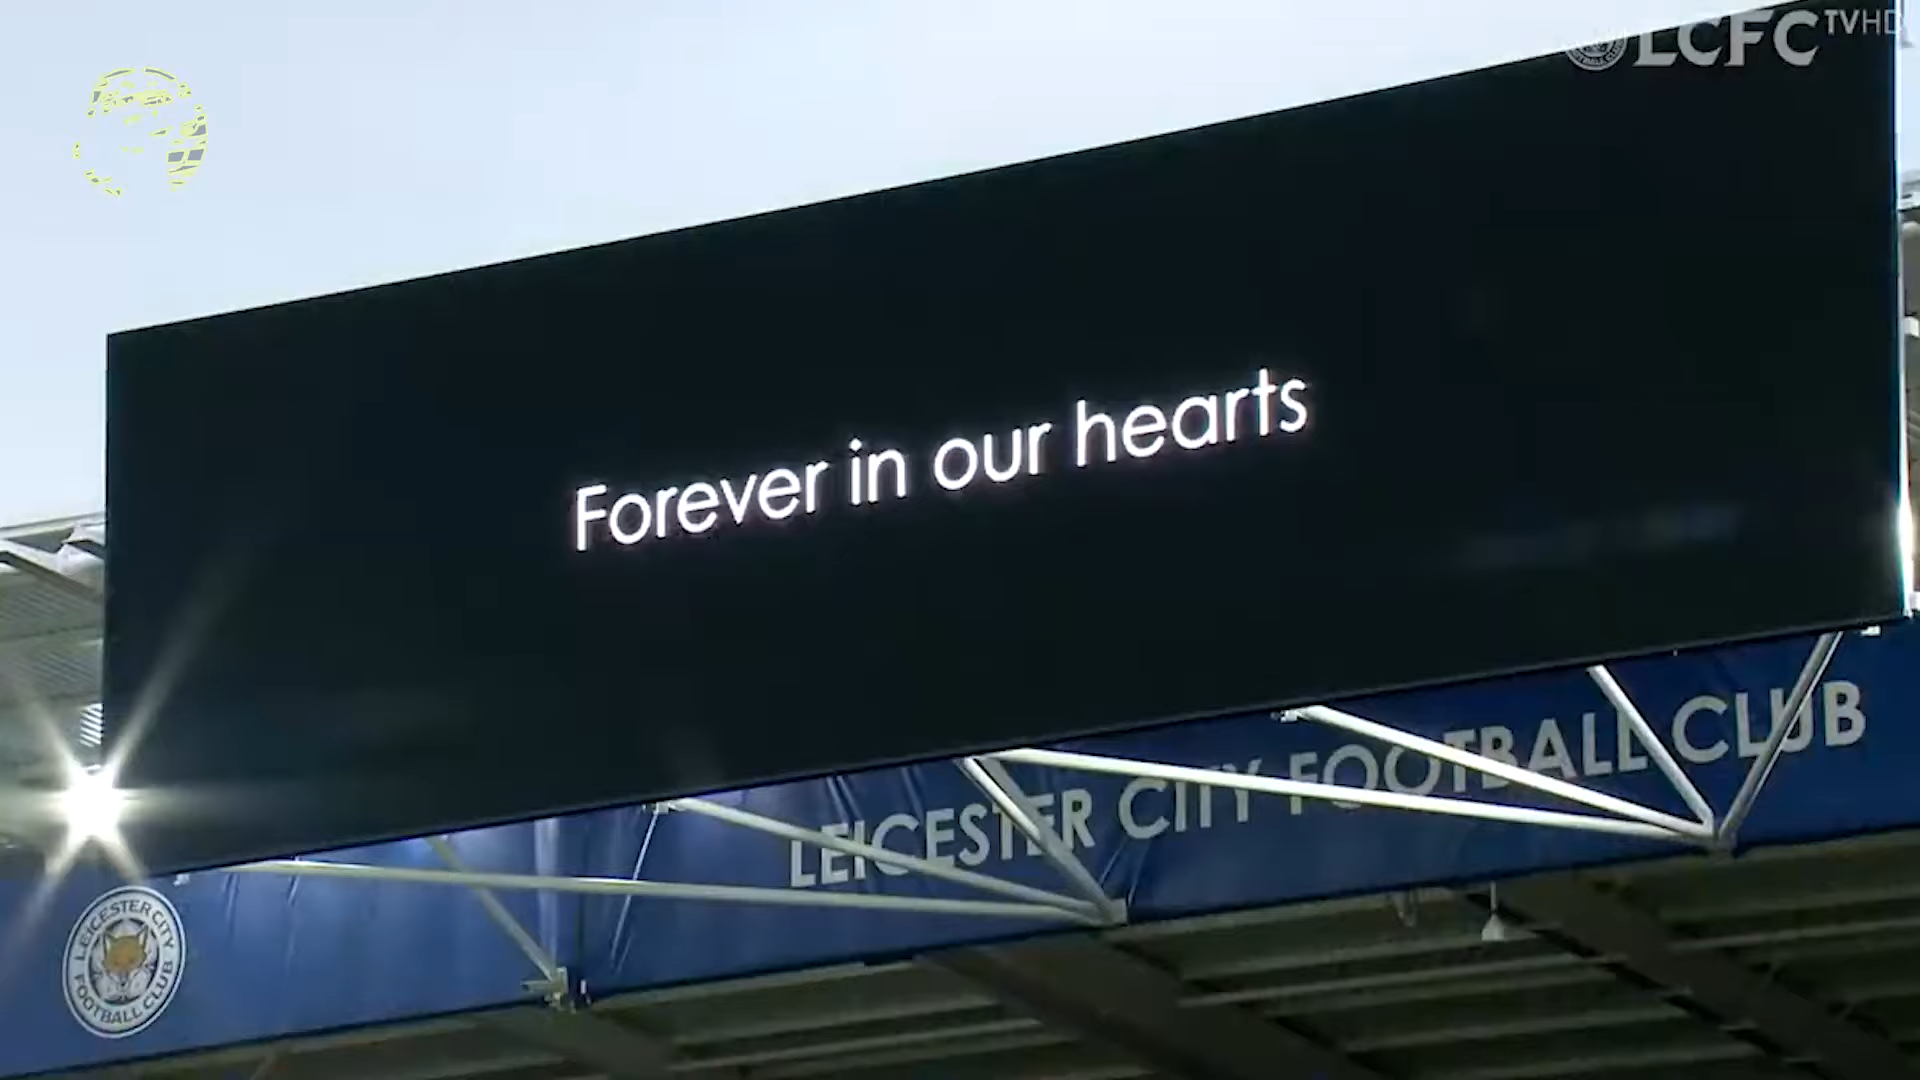 LCFC TVHD
Forever in our hearts
LEICESTER CITY FOOTBALL CLUB
LEICESTER CITY
FOOTBALL CLUB